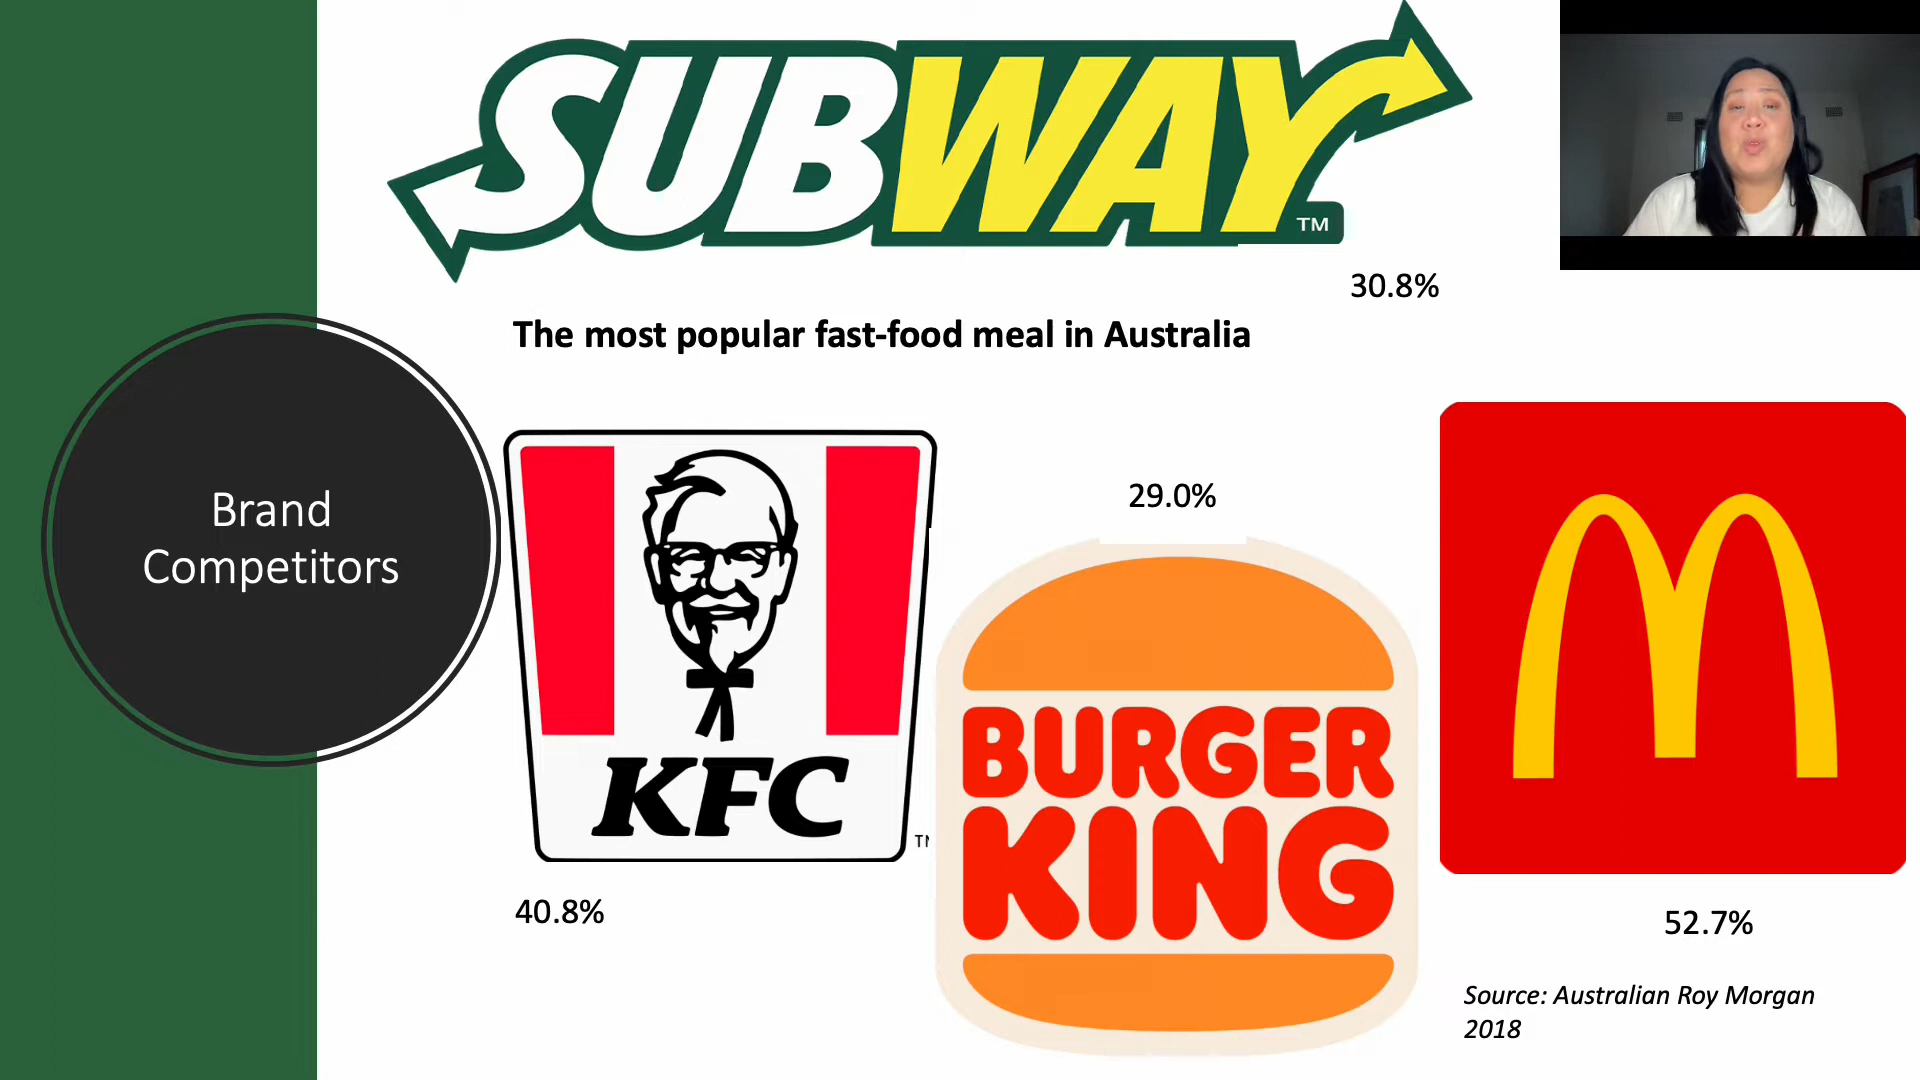 SUBWAY
TM
30.8%
The most popular fast-food meal in Australia
Brand
Competitors
KFC
40.8%
29.0%
BURGER
KING
52.7%
Source: Australian Roy Morgan
2018